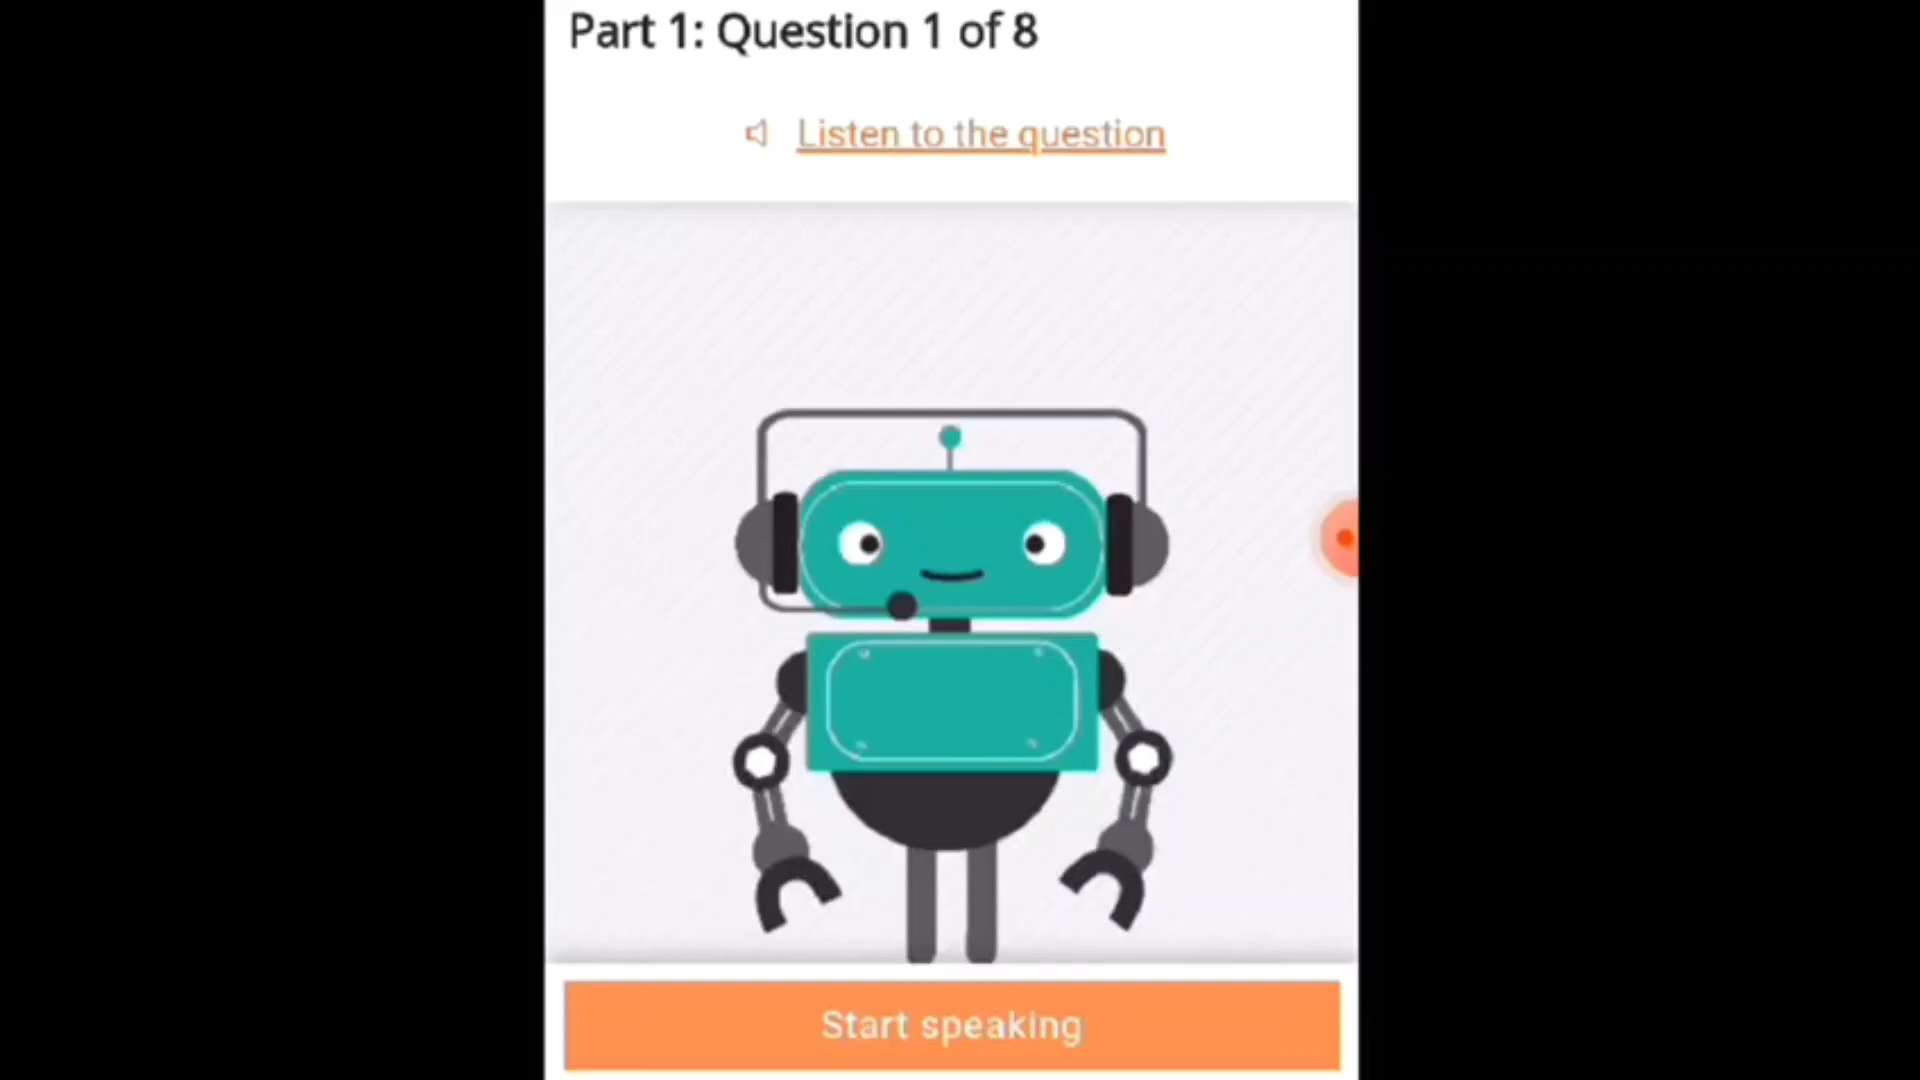 Part 1: Question 1 of 8
Listen to the question
Start speaking